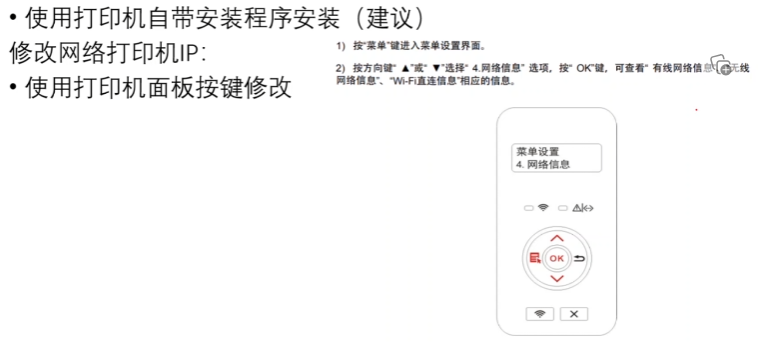 • 使用打印机自带安装程序安装（建议）
修改网络打印机IP：
• 使用打印机面板按键修改
1) 按“菜单”键进入菜单设置界面。
2) 按方向键“ ▲”或“ ▼”选择“ 4.网络信息” 选项，按“ OK”键，可查看“ 有线网络信息”、“无线
网络信息”、“Wi-Fi直连信息”相应的信息。
菜单设置
4. 网络信息
OK